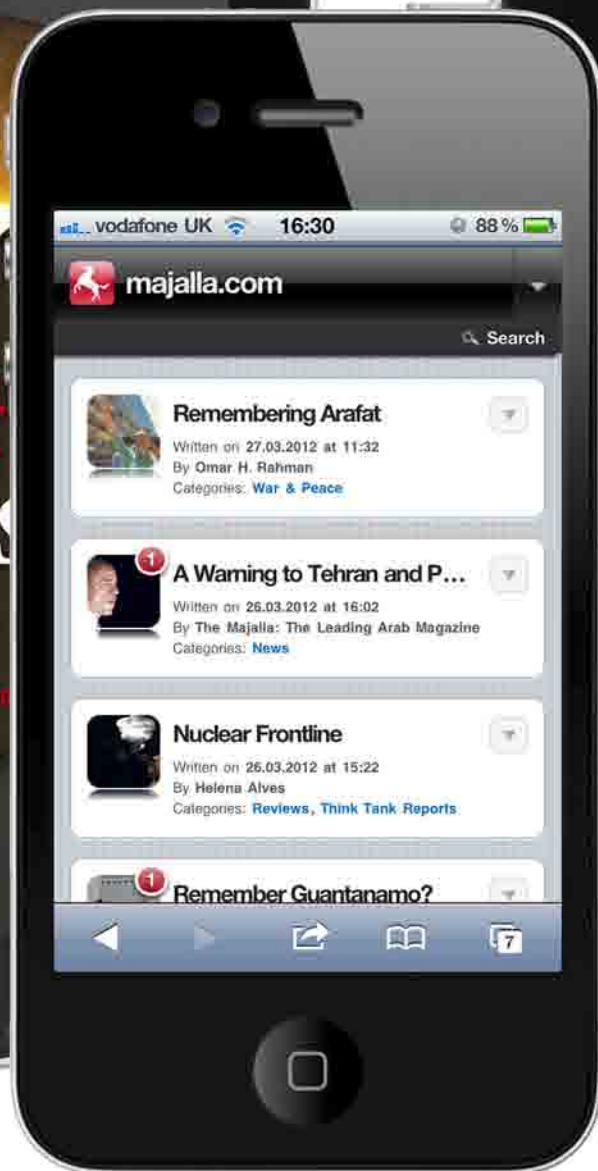 vodafone UK 16:30 88%
majalla.com
Search
Remembering Arafat
Written on 27.03.2012 at 11:32
By Omar H. Rahman
Categories: War & Peace
1
A Warning to Tehran and P...
Written on 26.03.2012 at 16:02
By The Majalla: The Leading Arab Magazine
Categories: News
Nuclear Frontline
Written on 26.03.2012 at 15:22
By Helena Alves
Categories: Reviews, Think Tank Reports
1
Remember Guantanamo?
7